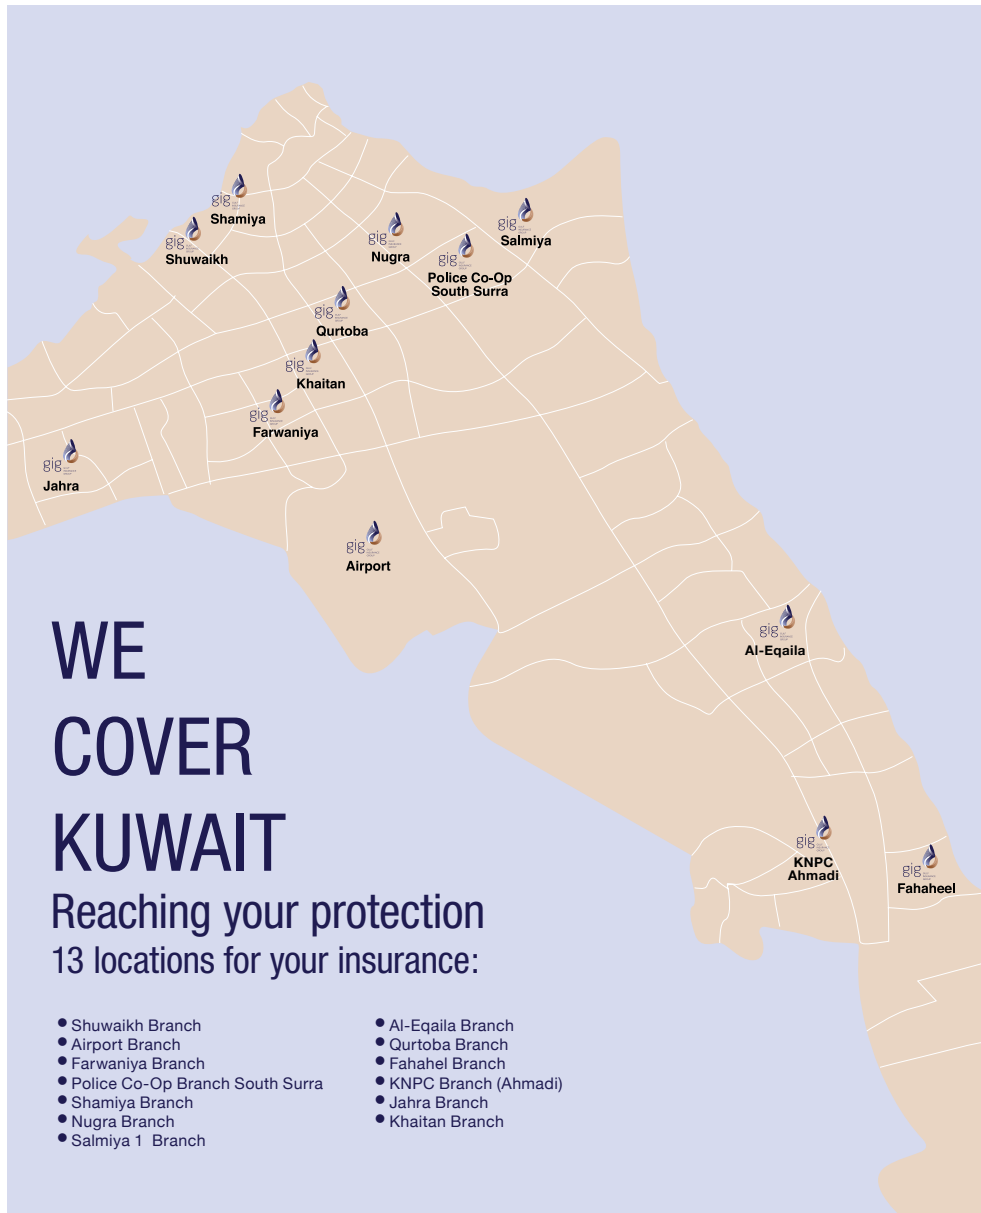 gig
Shamiya
gig
Shuwaikh
gig
Nugra
gig
Police Co-Op
South Surra
gig
Salmiya
gig
Qurtoba
gig
Khaitan
gig
Farwaniya
gig
Jahra
gig
Airport
gig
Al-Eqaila
gig
KNPC
Ahmadi
gig
Fahaheel
WE
COVER
KUWAIT
Reaching your protection
13 locations for your insurance:
• Shuwaikh Branch
• Airport Branch
• Farwaniya Branch
• Police Co-Op Branch South Surra
• Shamiya Branch
• Nugra Branch
• Salmiya 1 Branch
• Al-Eqaila Branch
• Qurtoba Branch
• Fahahel Branch
• KNPC Branch (Ahmadi)
• Jahra Branch
• Khaitan Branch